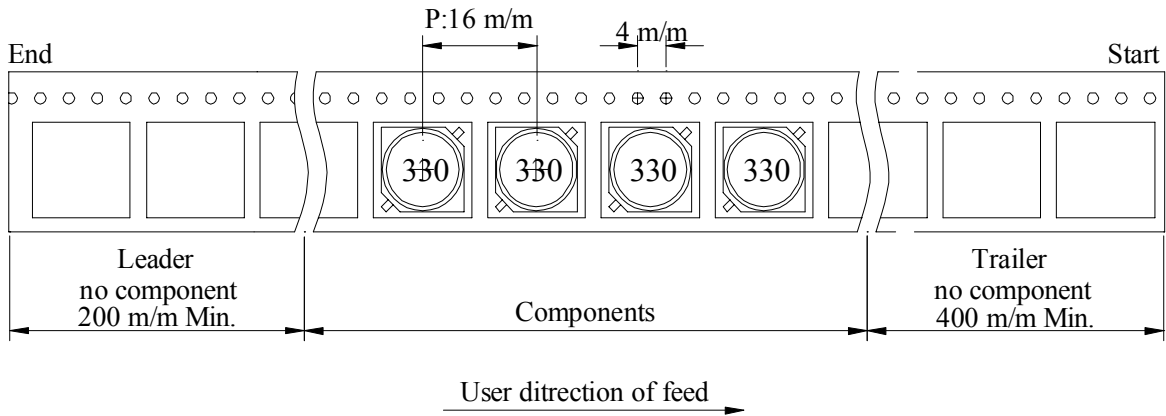 P:16 m/m
4 m/m
End
Start
330
330
330
330
Leader
no component
200 m/m Min.
Components
Trailer
no component
400 m/m Min.
User ditrection of feed